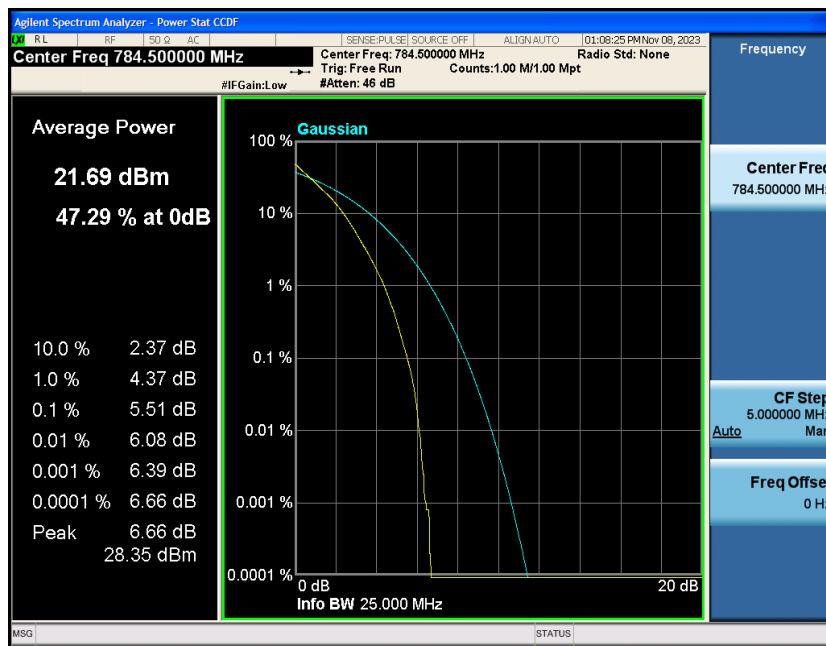 Agilent Spectrum Analyzer - Power Stat CCDF
LXI RL RF 50 Ω AC SENSE:PULSE SOURCE OFF ALIGN AUTO 01:08:25 PM Nov 08, 2023
Center Freq 784.500000 MHz
Center Freq: 784.500000 MHz Radio Std: None
Trig: Free Run Counts:1.00 M/1.00 Mpt
#IFGain:Low #Atten: 46 dB
Frequency
Average Power
21.69 dBm
47.29 % at 0dB
10.0 % 2.37 dB
1.0 % 4.37 dB
0.1 % 5.51 dB
0.01 % 6.08 dB
0.001 % 6.39 dB
0.0001 % 6.66 dB
Peak 6.66 dB
28.35 dBm
Gaussian
100 %
10 %
1 %
0.1 %
0.01 %
0.001 %
0.0001 %
0 dB 20 dB
Info BW 25.000 MHz
Center Freq
784.500000 MHz
CF Step
5.000000 MHz
Auto Man
Freq Offset
0 Hz
MSG STATUS